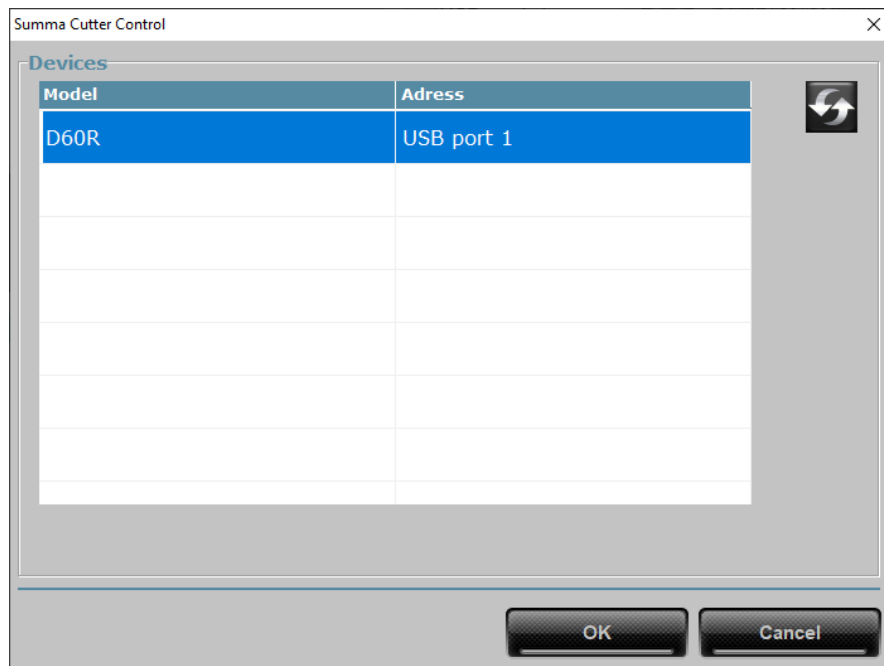 Summa Cutter Control
Devices
Model Adress
D60R USB port 1
OK Cancel